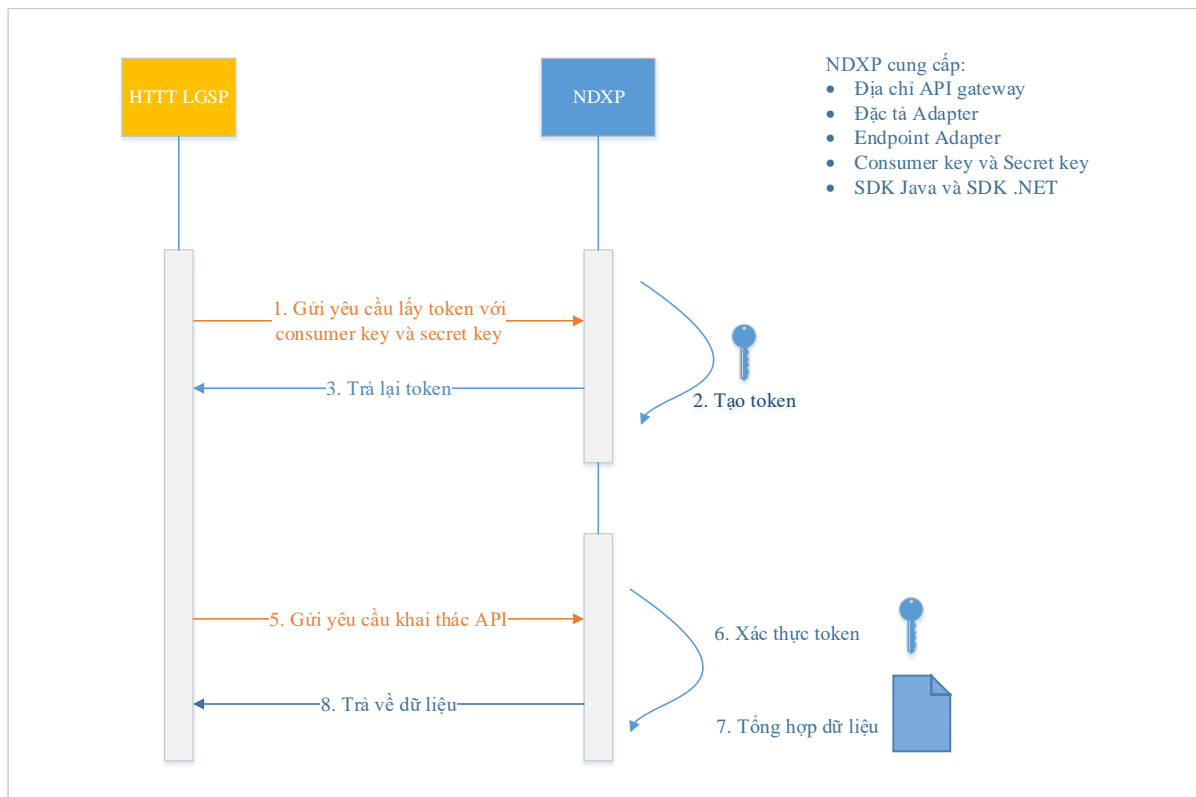 HTTT LGSP
NDXP
NDXP cung cấp:
• Địa chỉ API gateway
• Đặc tả Adapter
• Endpoint Adapter
• Consumer key và Secret key
• SDK Java và SDK .NET
1. Gửi yêu cầu lấy token với
consumer key và secret key
3. Trả lại token
2. Tạo token
5. Gửi yêu cầu khai thác API
6. Xác thực token
8. Trả về dữ liệu
7. Tổng hợp dữ liệu